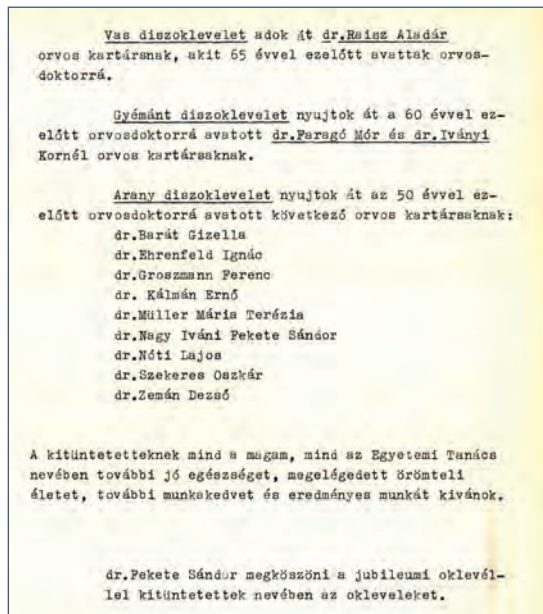 Vas diszoklevelet adok át dr.Raisz Aladár
orvos kartársnak, akit 65 évvel ezelőtt avattak orvos-
doktorrá.
Gyémánt diszoklevelet nyujtok át a 60 évvel ez-
előtt orvosdoktorrá avatott dr.Faragó Mór és dr.Iványi
Kornél orvos kartársaknak.
Arany diszoklevelet nyujtok át az 50 évvel ez-
előtt orvosdoktorrá avatott következő orvos kartársaknak:
dr.Barát Gizella
dr.Ehrenfeld Ignác
dr.Groszmann Ferenc
dr. Kálmán Ernő
dr.Müller Mária Terézia
dr.Nagy Iváni Fekete Sándor
dr.Nóti Lajos
dr.Szekeres Oszkár
dr.Zemán Dezső
A kitüntetetteknek mind a magam, mind az Egyetemi Tanács
nevében további jó egészséget, megelégedett örömteli
életet, további munkakedvet és eredményes munkát kivánok.
dr.Fekete Sándor megköszöni a jubileumi oklevél-
lel kitüntetettek nevében az okleveleket.